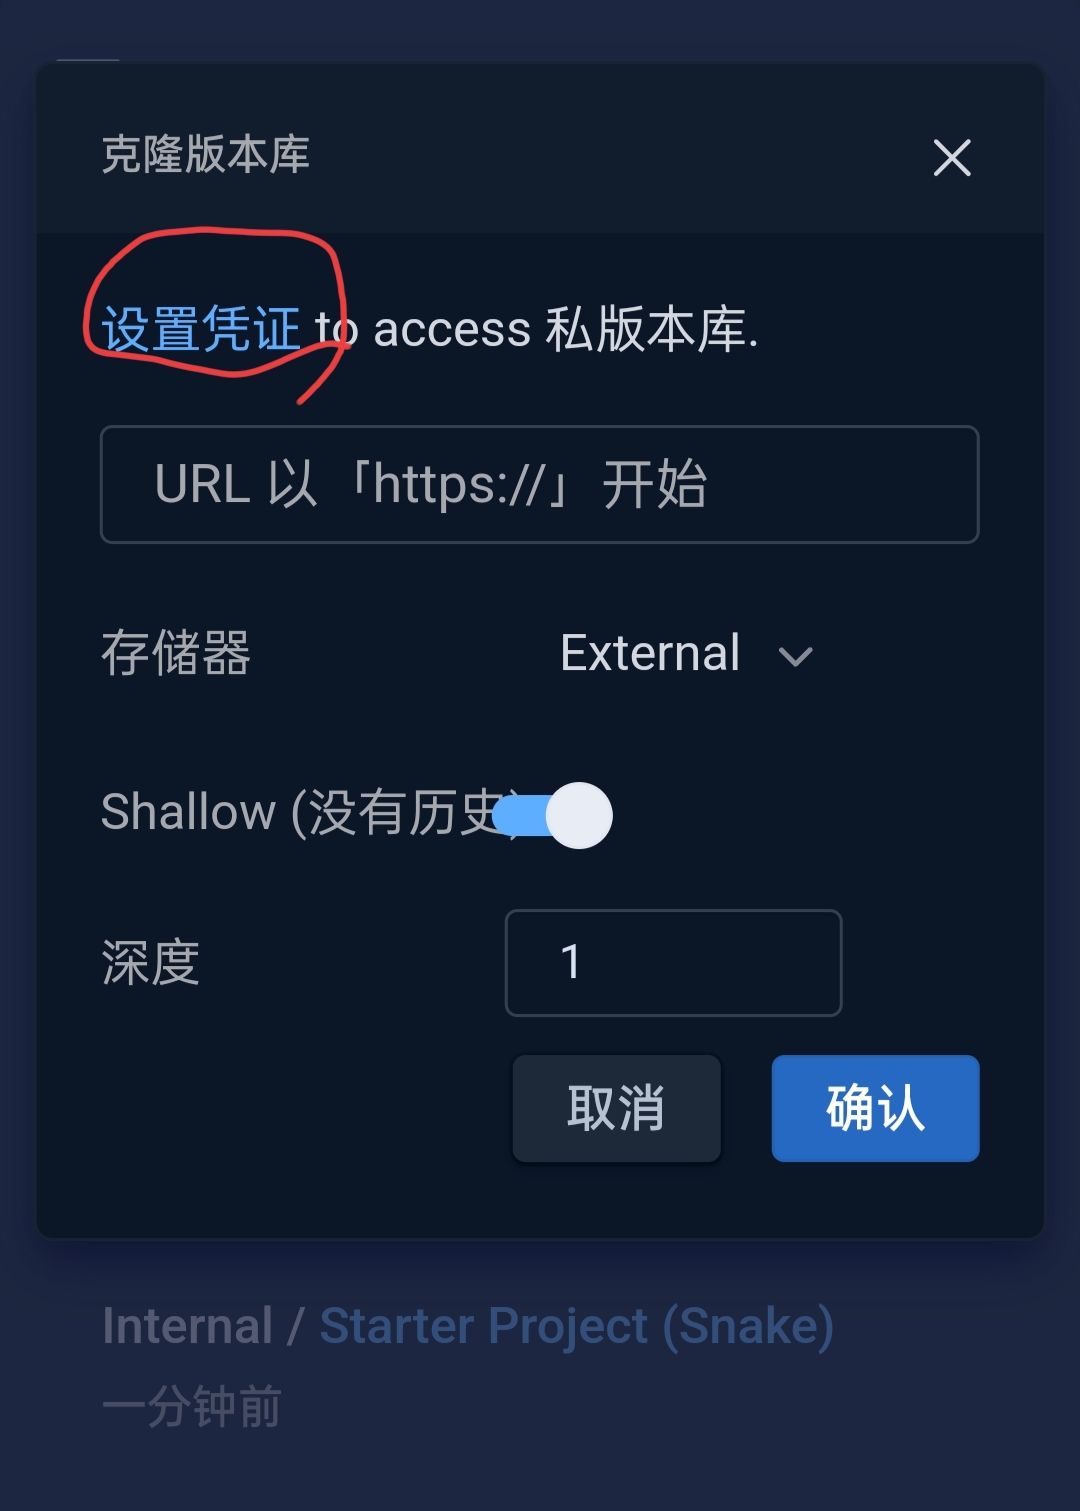 克隆版本库
设置凭证 to access 私版本库.
URL 以 「https://」 开始
存储器 External
Shallow (没有历史)
深度 1
取消 确认
Internal / Starter Project (Snake)
一分钟前